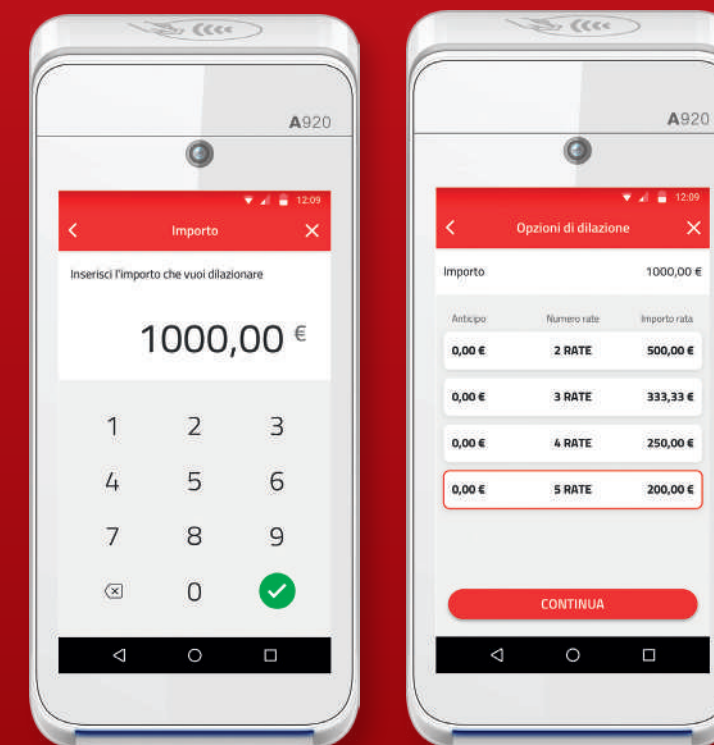 A920
12:09
Importo
Inserisci l'importo che vuoi dilazionare
1000,00 €
1 2 3
4 5 6
7 8 9
0
A920
12:09
Opzioni di dilazione
Importo 1000,00 €
Anticipo Numero rate Importo rata
0,00 € 2 RATE 500,00 €
0,00 € 3 RATE 333,33 €
0,00 € 4 RATE 250,00 €
0,00 € 5 RATE 200,00 €
CONTINUA